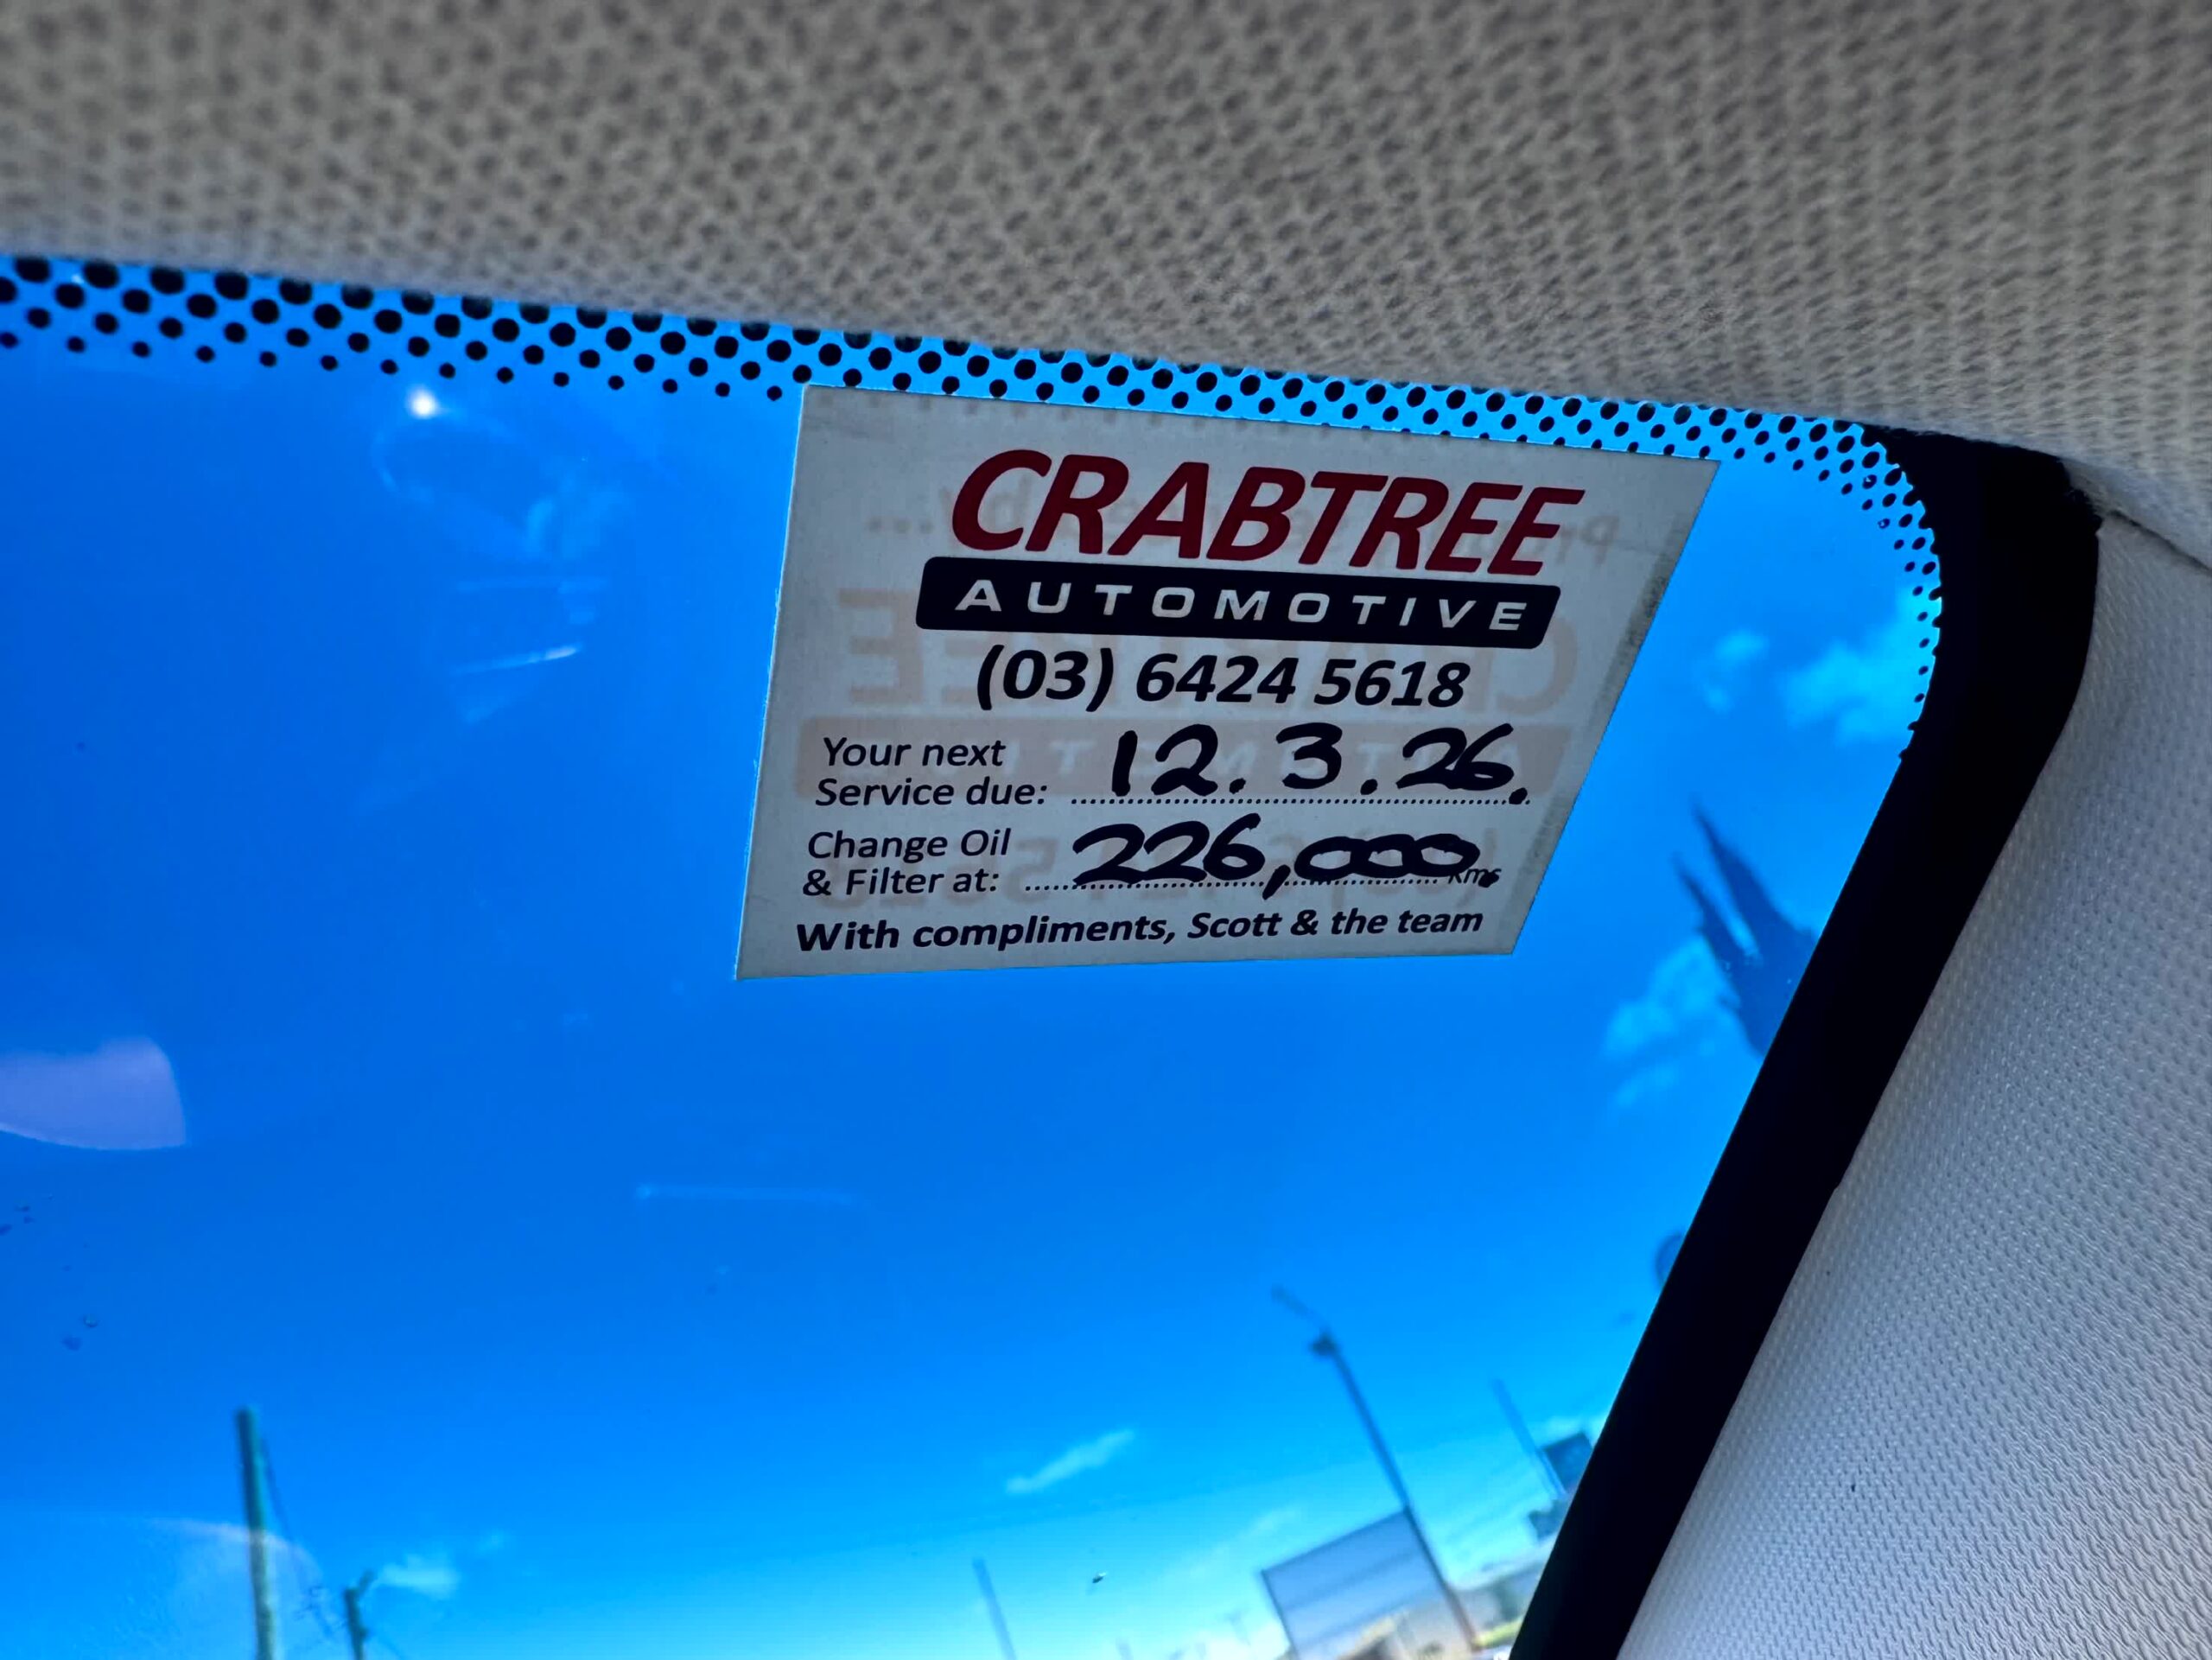 CRABTREE
AUTOMOTIVE
(03) 6424 5618
Your next
Service due: 12.3.26.
Change Oil
& Filter at: 226,000 Kms
With compliments, Scott & the team